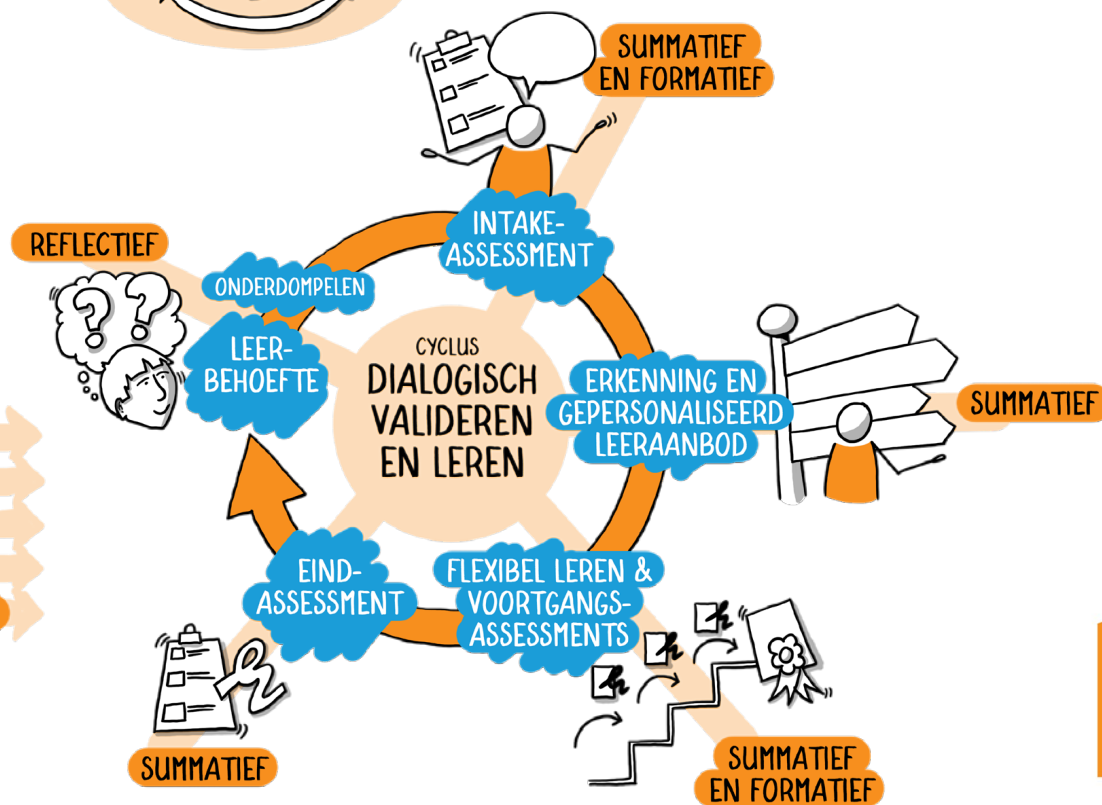 SUMMATIEF
EN FORMATIEF
INTAKE-
ASSESSMENT
REFLECTIEF
ONDERDOMPELEN
LEER-
BEHOEFTE
CYCLUS
DIALOGISCH
VALIDEREN
EN LEREN
ERKENNING EN
GEPERSONALISEERD
LEERAANBOD
SUMMATIEF
EIND-
ASSESSMENT
FLEXIBEL LEREN &
VOORTGANGS-
ASSESSMENTS
SUMMATIEF
SUMMATIEF
EN FORMATIEF